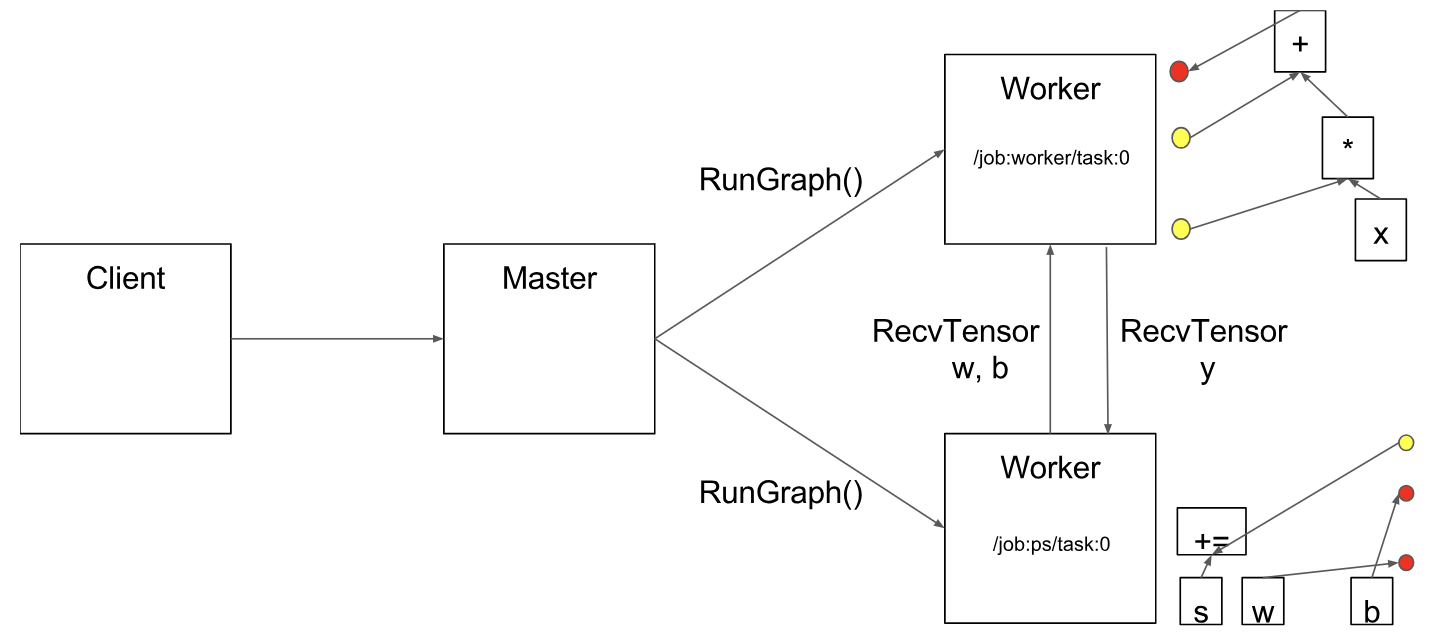 +
Worker
/job:worker/task:0
*
RunGraph()
x
Client
Master
RecvTensor
w, b
RecvTensor
y
Worker
RunGraph()
/job:ps/task:0
+=
s
w
b